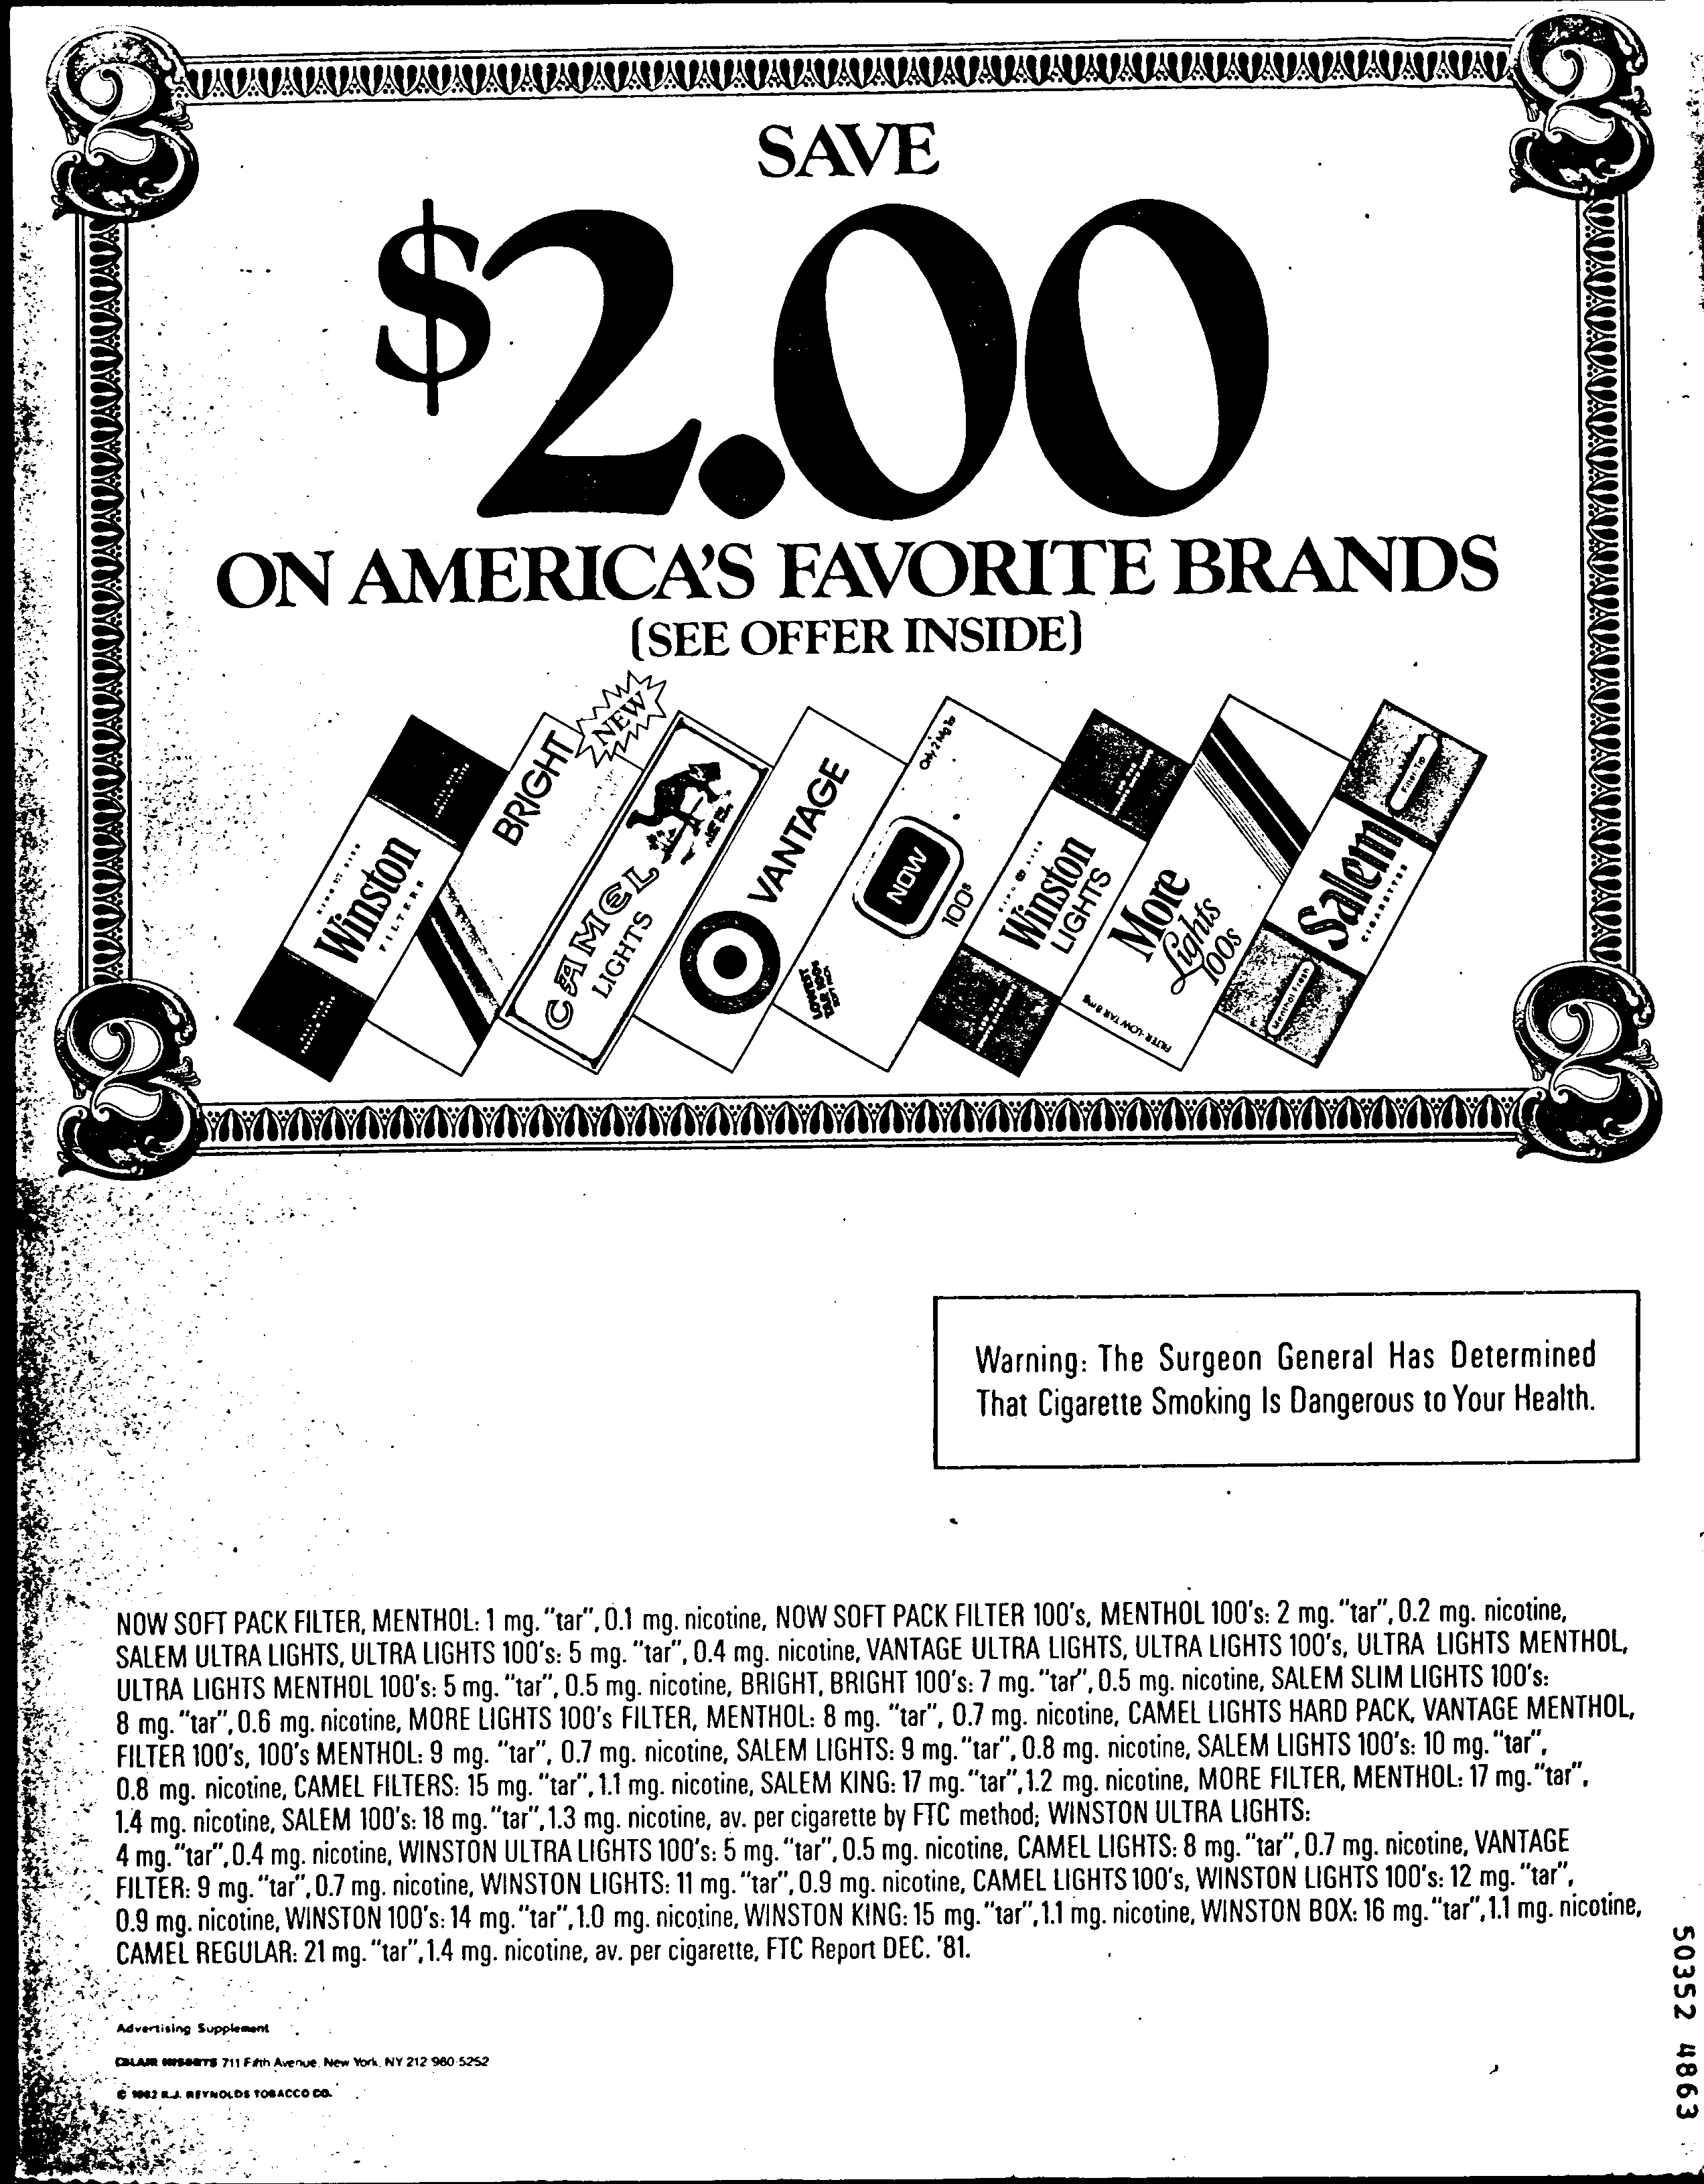 SAVE
$2.00
ON AMERICA'S FAVORITE BRANDS
(SEE OFFER INSIDE)
Winston
FILTERS
BRIGHT
NEW
CAMEL
LIGHTS
VANTAGE
Only 2 Mg Tar
NOW
100s
LOWEST
Winston
LIGHTS
More
Lights
100s
FILTER-LOW TAR 8 mg
Filter Tip
Salem
CIGARETTES
Menthol Fresh
Warning: The Surgeon General Has Determined
That Cigarette Smoking Is Dangerous to Your Health.
NOW SOFT PACK FILTER, MENTHOL: 1 mg. "tar", 0.1 mg. nicotine, NOW SOFT PACK FILTER 100's, MENTHOL 100's: 2 mg. "tar", 0.2 mg. nicotine,
SALEM ULTRA LIGHTS, ULTRA LIGHTS 100's: 5 mg. "tar", 0.4 mg. nicotine, VANTAGE ULTRA LIGHTS, ULTRA LIGHTS 100's, ULTRA LIGHTS MENTHOL,
ULTRA LIGHTS MENTHOL 100's: 5 mg. "tar", 0.5 mg. nicotine, BRIGHT, BRIGHT 100's: 7 mg. "tar", 0.5 mg. nicotine, SALEM SLIM LIGHTS 100's:
8 mg. "tar", 0.6 mg. nicotine, MORE LIGHTS 100's FILTER, MENTHOL: 8 mg. "tar", 0.7 mg. nicotine, CAMEL LIGHTS HARD PACK, VANTAGE MENTHOL,
FILTER 100's, 100's MENTHOL: 9 mg. "tar", 0.7 mg. nicotine, SALEM LIGHTS: 9 mg. "tar", 0.8 mg. nicotine, SALEM LIGHTS 100's: 10 mg. "tar",
0.8 mg. nicotine, CAMEL FILTERS: 15 mg. "tar", 1.1 mg. nicotine, SALEM KING: 17 mg. "tar", 1.2 mg. nicotine, MORE FILTER, MENTHOL: 17 mg. "tar",
1.4 mg. nicotine, SALEM 100's: 18 mg. "tar", 1.3 mg. nicotine, av. per cigarette by FTC method; WINSTON ULTRA LIGHTS:
4 mg. "tar", 0.4 mg. nicotine, WINSTON ULTRA LIGHTS 100's: 5 mg. "tar", 0.5 mg. nicotine, CAMEL LIGHTS: 8 mg. "tar", 0.7 mg. nicotine, VANTAGE
FILTER: 9 mg. "tar", 0.7 mg. nicotine, WINSTON LIGHTS: 11 mg. "tar", 0.9 mg. nicotine, CAMEL LIGHTS 100's, WINSTON LIGHTS 100's: 12 mg. "tar",
0.9 mg. nicotine, WINSTON 100's: 14 mg. "tar", 1.0 mg. nicotine, WINSTON KING: 15 mg. "tar", 1.1 mg. nicotine, WINSTON BOX: 16 mg. "tar", 1.1 mg. nicotine,
CAMEL REGULAR: 21 mg. "tar", 1.4 mg. nicotine, av. per cigarette, FTC Report DEC. '81.
Advertising Supplement
BLAIR INSERTS 711 Fifth Avenue, New York, NY 212 980-5252
© 1982 R.J. REYNOLDS TOBACCO CO.
50352 4863